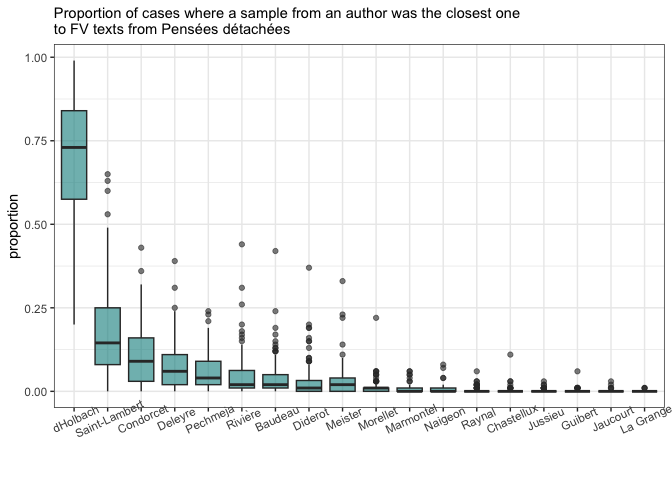 Proportion of cases where a sample from an author was the closest one
to FV texts from Pensées détachées
1.00
0.75
0.50
0.25
0.00
proportion
dHolbach
Saint-Lambert
Condorcet
Deleyre
Pechmeja
Rivière
Baudeau
Diderot
Meister
Morellet
Marmontel
Naigeon
Raynal
Chastellux
Jussieu
Guibert
Jaucourt
La Grange